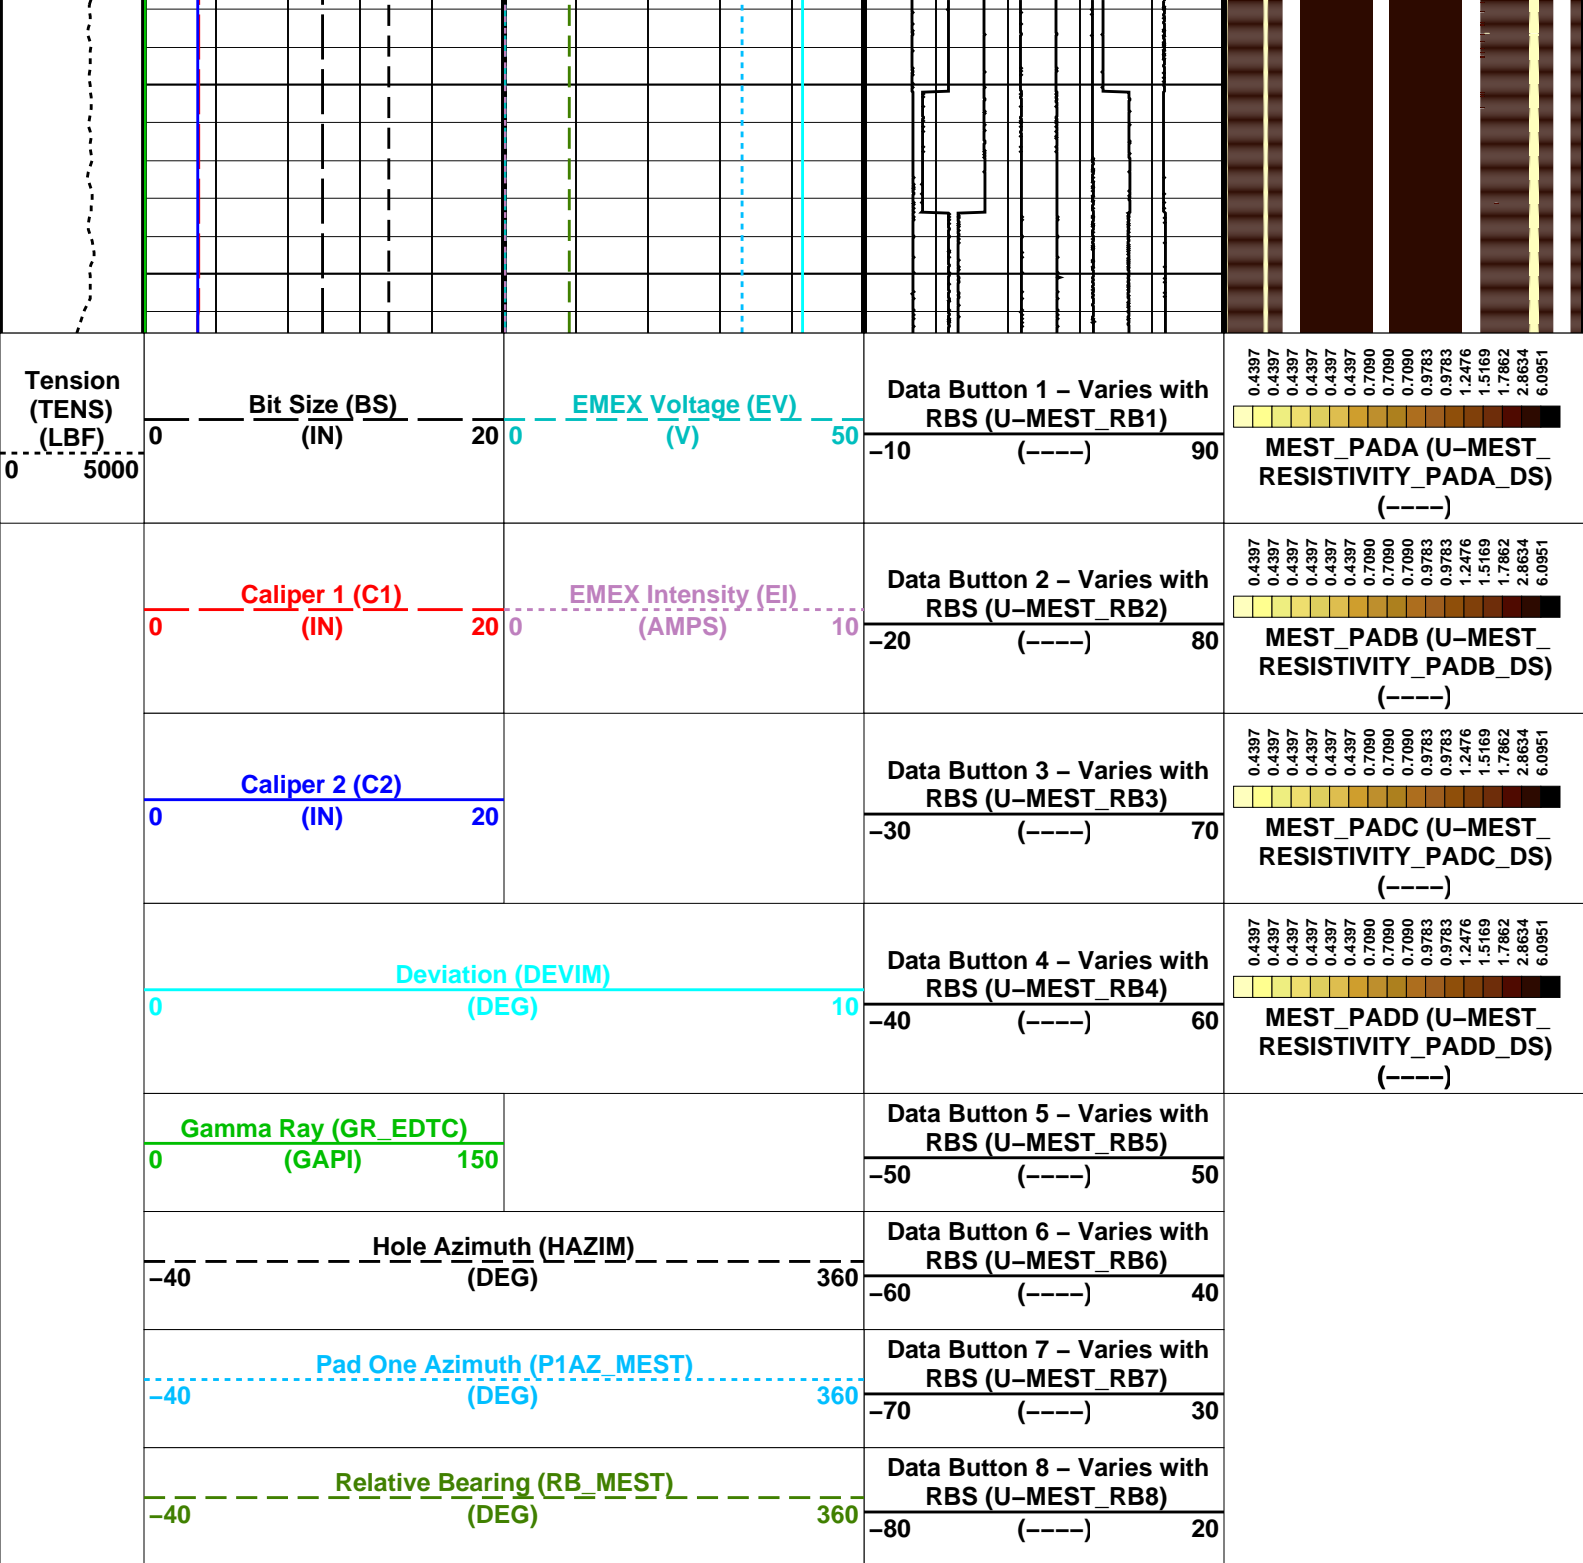 Tension
(TENS)
(LBF)
0 5000
Bit Size (BS)
0 (IN) 20
EMEX Voltage (EV)
0 (V) 50
Data Button 1 – Varies with
RBS (U–MEST_RB1)
–10 (––––) 90
0.4397 0.4397 0.4397 0.4397 0.4397 0.4397 0.7090 0.7090 0.7090 0.9783 0.9783 1.2476 1.5169 1.7862 2.8634 6.0951
MEST_PADA (U–MEST_
RESISTIVITY_PADA_DS)
(––––)
Caliper 1 (C1)
0 (IN) 20
EMEX Intensity (EI)
0 (AMPS) 10
Data Button 2 – Varies with
RBS (U–MEST_RB2)
–20 (––––) 80
0.4397 0.4397 0.4397 0.4397 0.4397 0.4397 0.7090 0.7090 0.7090 0.9783 0.9783 1.2476 1.5169 1.7862 2.8634 6.0951
MEST_PADB (U–MEST_
RESISTIVITY_PADB_DS)
(––––)
Caliper 2 (C2)
0 (IN) 20
Data Button 3 – Varies with
RBS (U–MEST_RB3)
–30 (––––) 70
0.4397 0.4397 0.4397 0.4397 0.4397 0.4397 0.7090 0.7090 0.7090 0.9783 0.9783 1.2476 1.5169 1.7862 2.8634 6.0951
MEST_PADC (U–MEST_
RESISTIVITY_PADC_DS)
(––––)
Deviation (DEVIM)
0 (DEG) 10
Data Button 4 – Varies with
RBS (U–MEST_RB4)
–40 (––––) 60
0.4397 0.4397 0.4397 0.4397 0.4397 0.4397 0.7090 0.7090 0.7090 0.9783 0.9783 1.2476 1.5169 1.7862 2.8634 6.0951
MEST_PADD (U–MEST_
RESISTIVITY_PADD_DS)
(––––)
Gamma Ray (GR_EDTC)
0 (GAPI) 150
Data Button 5 – Varies with
RBS (U–MEST_RB5)
–50 (––––) 50
Hole Azimuth (HAZIM)
–40 (DEG) 360
Data Button 6 – Varies with
RBS (U–MEST_RB6)
–60 (––––) 40
Pad One Azimuth (P1AZ_MEST)
–40 (DEG) 360
Data Button 7 – Varies with
RBS (U–MEST_RB7)
–70 (––––) 30
Relative Bearing (RB_MEST)
–40 (DEG) 360
Data Button 8 – Varies with
RBS (U–MEST_RB8)
–80 (––––) 20